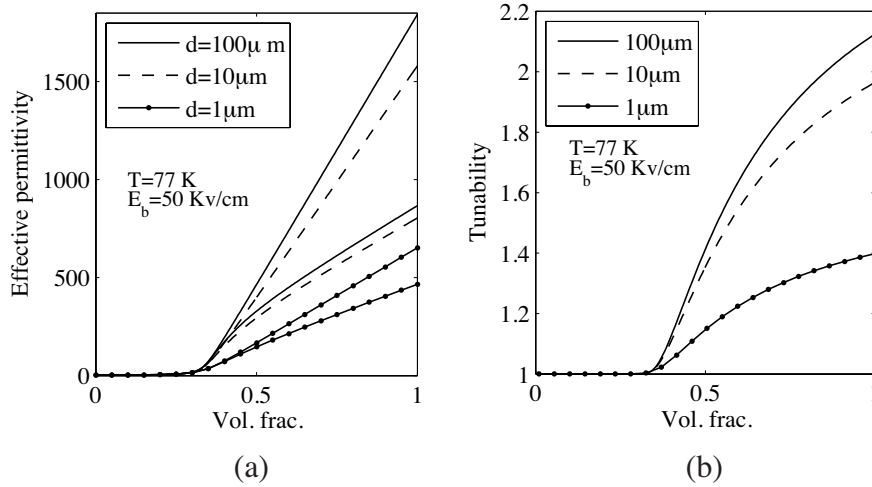 1500
1000
500
0
0
0.5
1
Effective permittivity
Vol. frac.
d=100μ m
d=10μm
d=1μm
T=77 K
E_b=50 Kv/cm
(a)
2.2
2
1.8
1.6
1.4
1.2
1
0
0.5
1
Tunability
Vol. frac.
100μm
10μm
1μm
T=77 K
E_b=50 Kv/cm
(b)